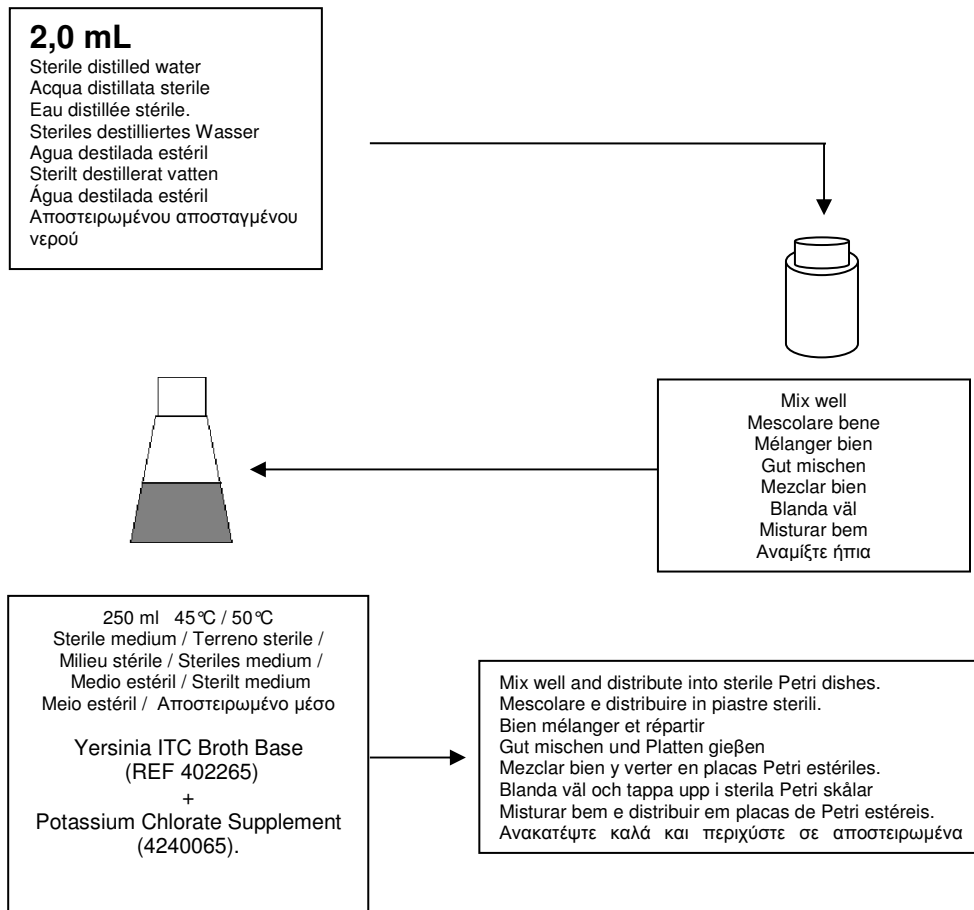 2,0 mL
Sterile distilled water
Acqua distillata sterile
Eau distillée stérile.
Steriles destilliertes Wasser
Agua destilada estéril
Sterilt destillerat vatten
Água destilada estéril
Αποστειρωμένου αποσταγμένου
νερού
Mix well
Mescolare bene
Mélanger bien
Gut mischen
Mezclar bien
Blanda väl
Misturar bem
Αναμίξτε ήπια
250 ml 45°C / 50°C
Sterile medium / Terreno sterile /
Milieu stérile / Steriles medium /
Medio estéril / Sterilt medium
Meio estéril / Αποστειρωμένο μέσο
Yersinia ITC Broth Base
(REF 402265)
+
Potassium Chlorate Supplement
(4240065).
Mix well and distribute into sterile Petri dishes.
Mescolare e distribuire in piastre sterili.
Bien mélanger et répartir
Gut mischen und Platten gieβen
Mezclar bien y verter en placas Petri estériles.
Blanda väl och tappa upp i sterila Petri skålar
Misturar bem e distribuir em placas de Petri estéreis.
Ανακατέψτε καλά και περιχύστε σε αποστειρωμένα